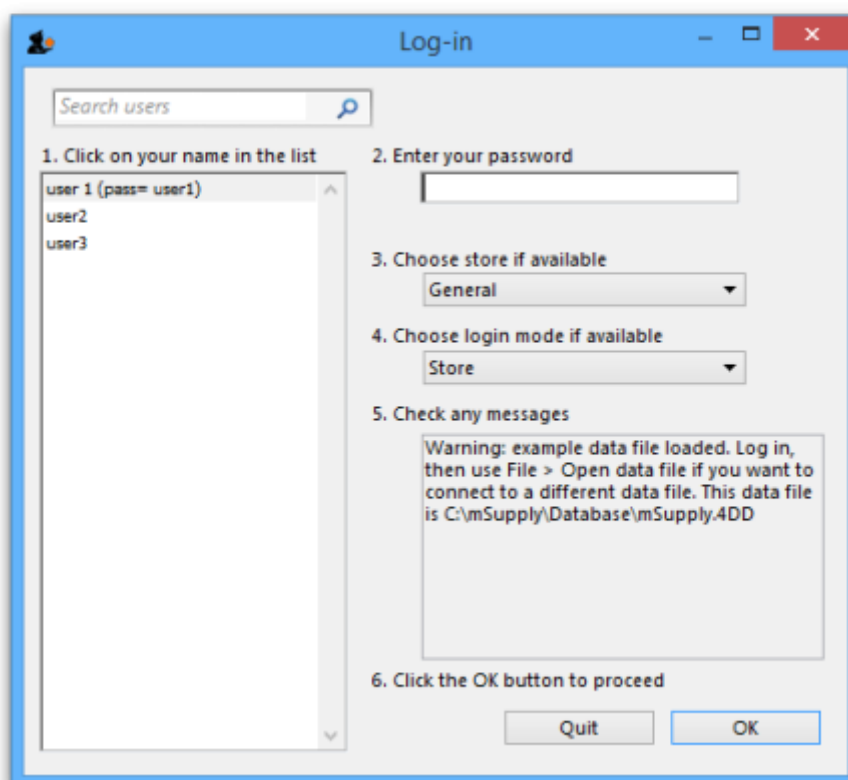 Log-in
Search users
1. Click on your name in the list
user 1 (pass= user1)
user2
user3
2. Enter your password
3. Choose store if available
General
4. Choose login mode if available
Store
5. Check any messages
Warning: example data file loaded. Log in,
then use File > Open data file if you want to
connect to a different data file. This data file
is C:\mSupply\Database\mSupply.4DD
6. Click the OK button to proceed
Quit
OK